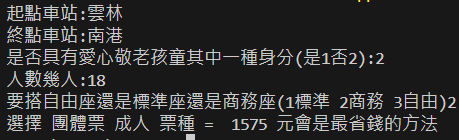 起點車站:雲林
終點車站:南港
是否具有愛心敬老孩童其中一種身分(是1否2):2
人數幾人:18
要搭自由座還是標準座還是商務座(1標準 2商務 3自由)2
選擇 團體票 成人 票種 =  1575 元會是最省錢的方法